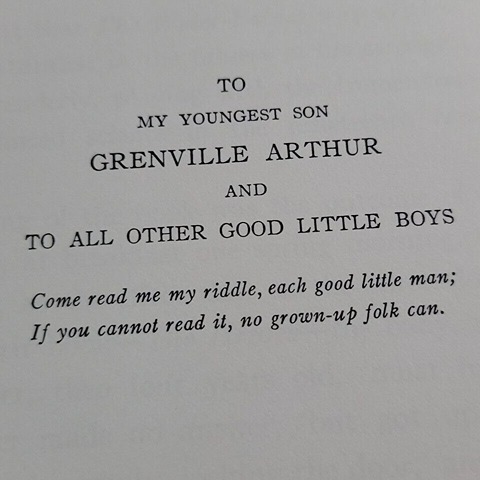 TO
MY YOUNGEST SON
GRENVILLE ARTHUR
AND
TO ALL OTHER GOOD LITTLE BOYS
Come read me my riddle, each good little man;
If you cannot read it, no grown-up folk can.